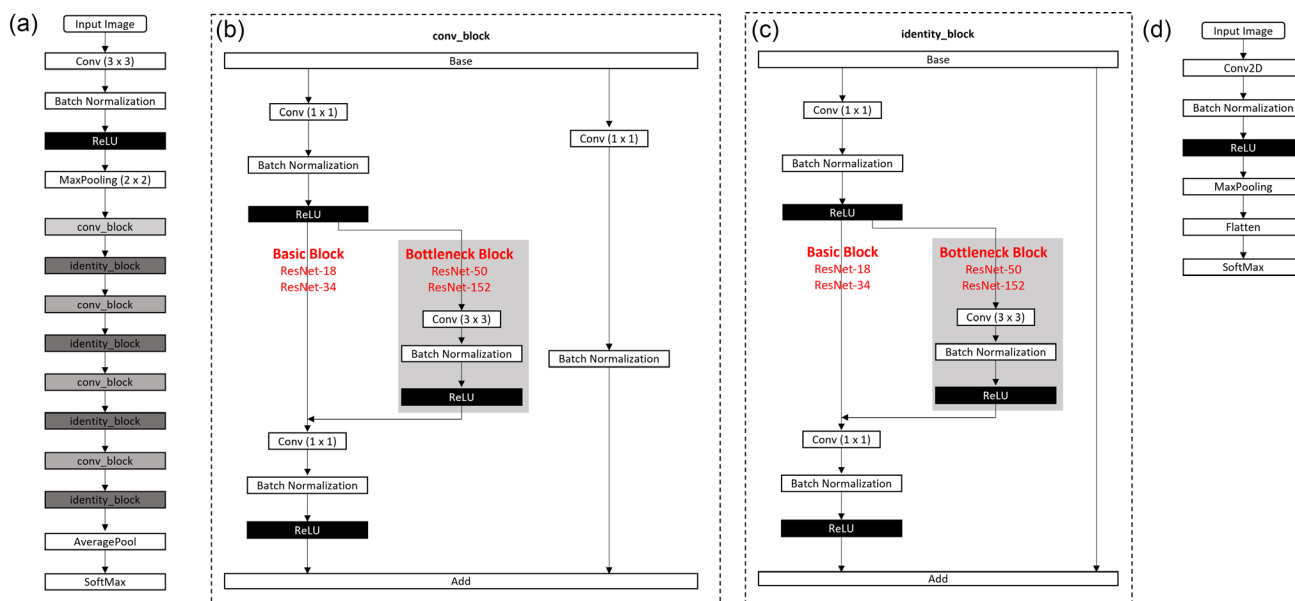 (a)
Input Image
Conv (3 x 3)
Batch Normalization
ReLU
MaxPooling (2 x 2)
conv_block
identity_block
conv_block
identity_block
conv_block
identity_block
conv_block
identity_block
AveragePool
SoftMax
(b)
conv_block
Base
Conv (1 x 1)
Batch Normalization
ReLU
Basic Block
ResNet-18
ResNet-34
Bottleneck Block
ResNet-50
ResNet-152
Conv (3 x 3)
Batch Normalization
ReLU
Conv (1 x 1)
Batch Normalization
ReLU
Conv (1 x 1)
Batch Normalization
Add
(c)
identity_block
Base
Conv (1 x 1)
Batch Normalization
ReLU
Basic Block
ResNet-18
ResNet-34
Bottleneck Block
ResNet-50
ResNet-152
Conv (3 x 3)
Batch Normalization
ReLU
Conv (1 x 1)
Batch Normalization
ReLU
Add
(d)
Input Image
Conv2D
Batch Normalization
ReLU
MaxPooling
Flatten
SoftMax